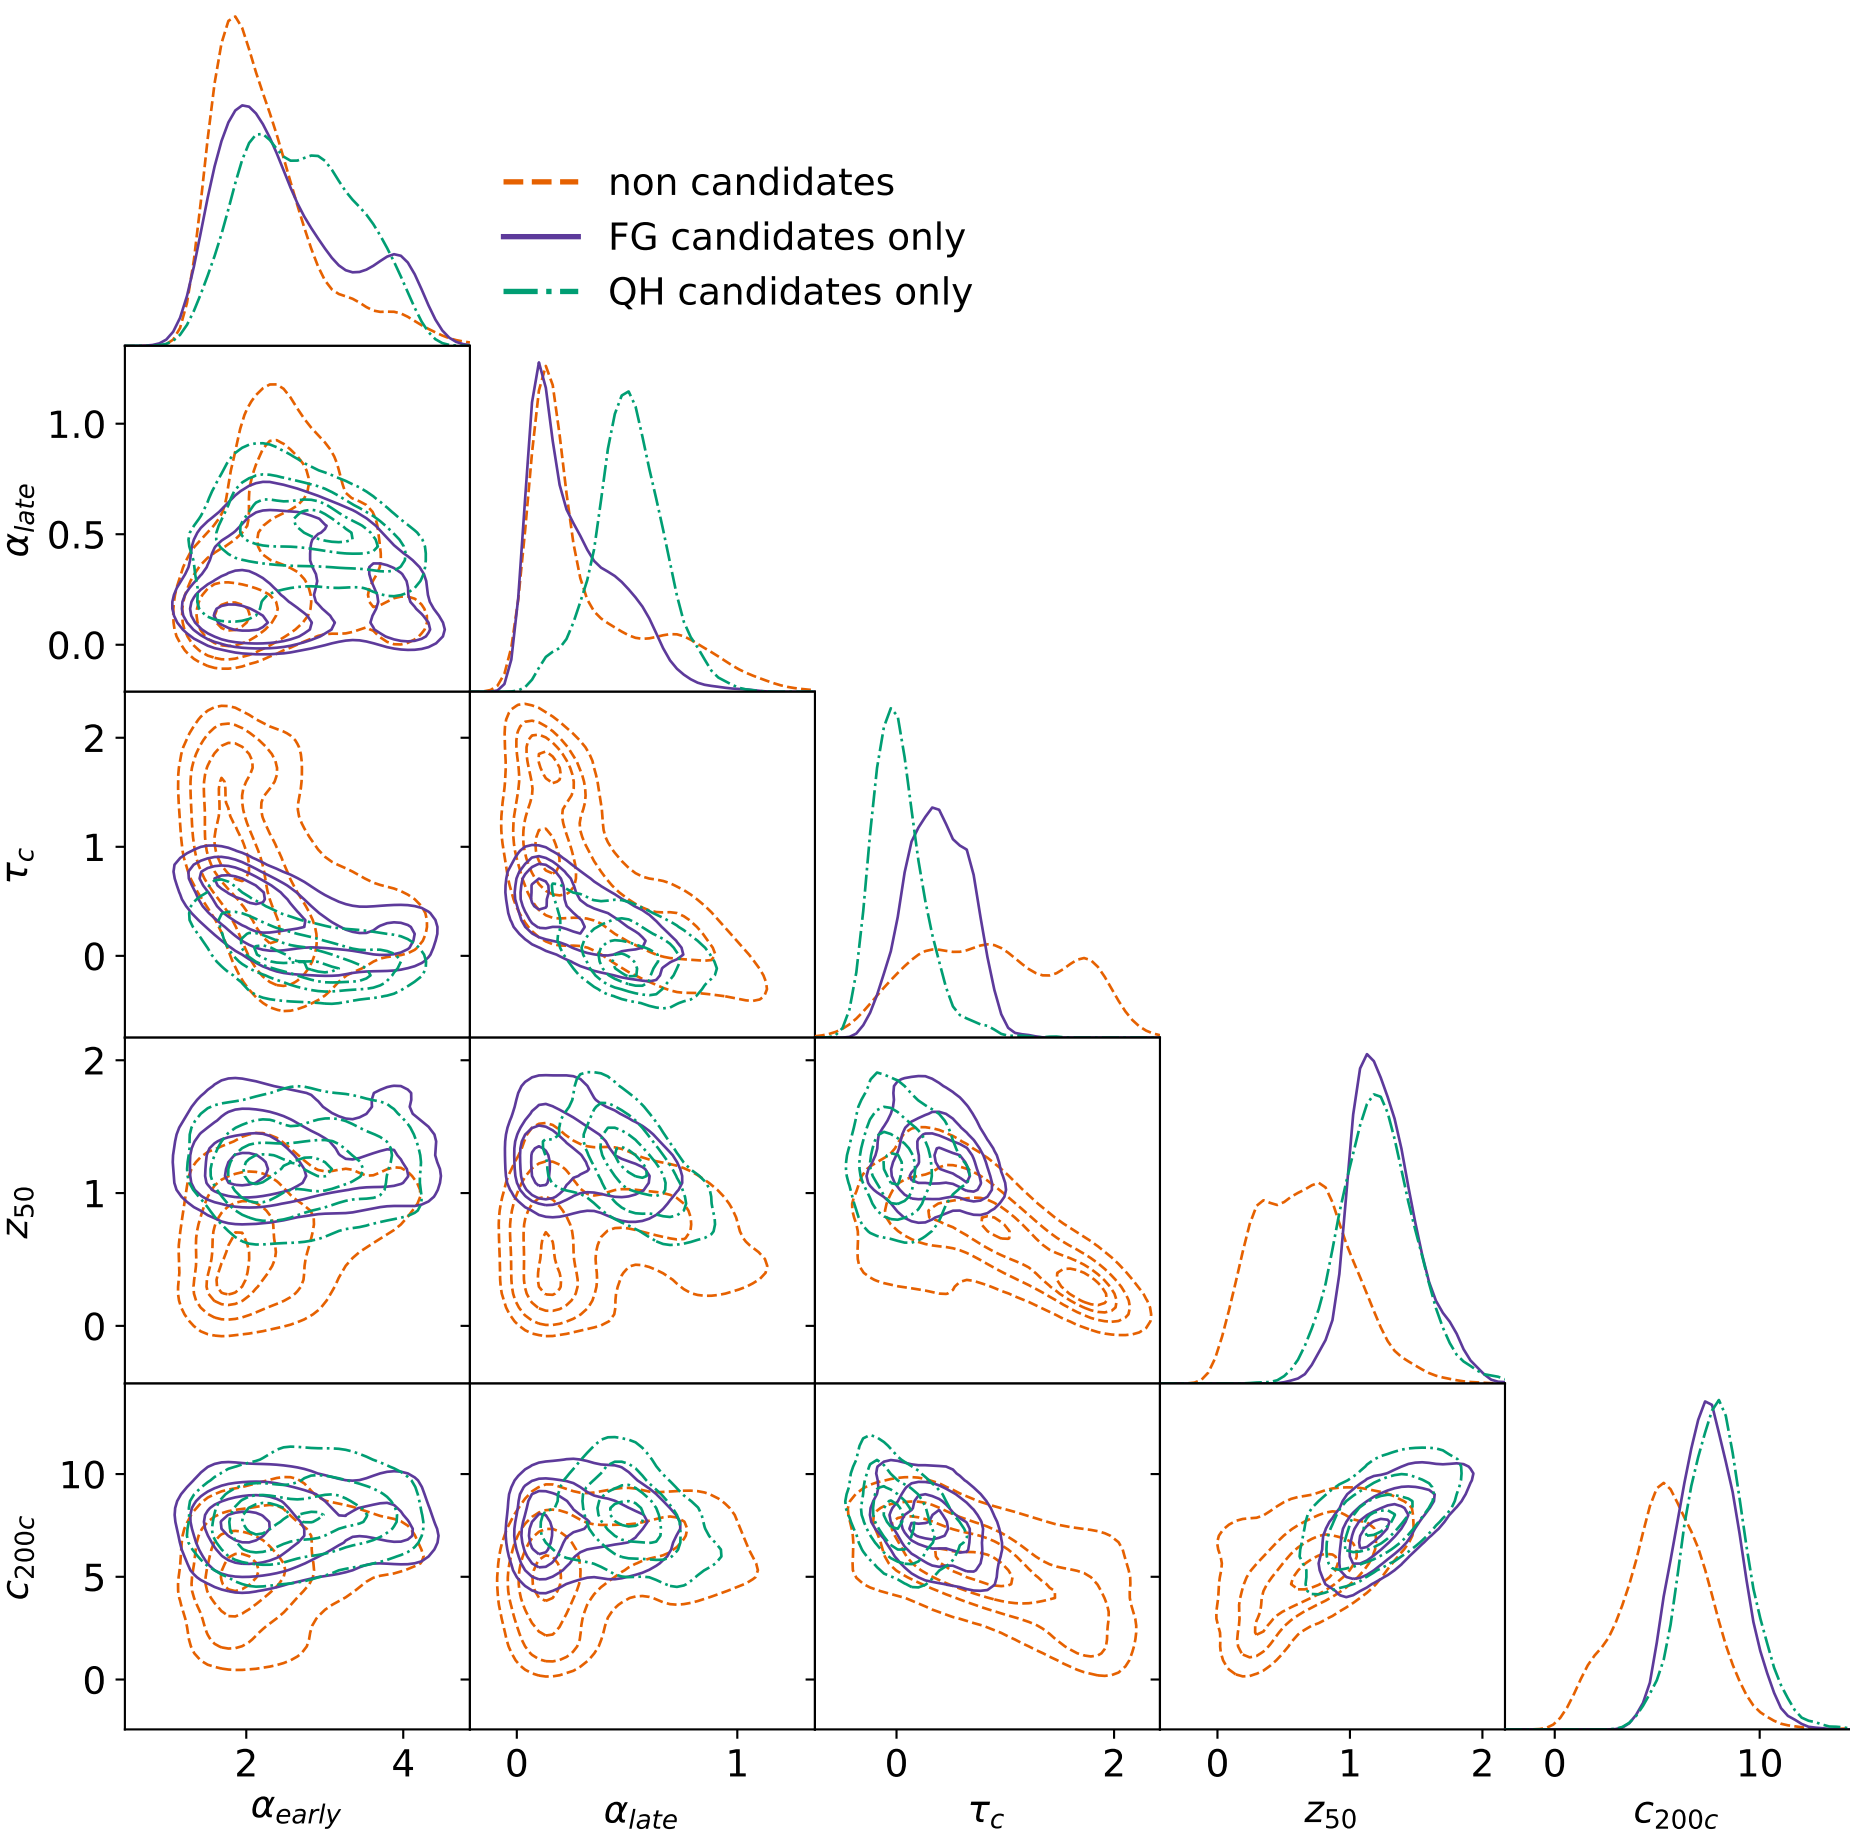 non candidates
FG candidates only
QH candidates only
1.0
0.5
0.0
α_late
2
1
0
τ_c
2
1
0
z_50
10
5
0
c_200c
2 4 0 1 0 2 0 1 2 0 10
α_early α_late τ_c z_50 c_200c